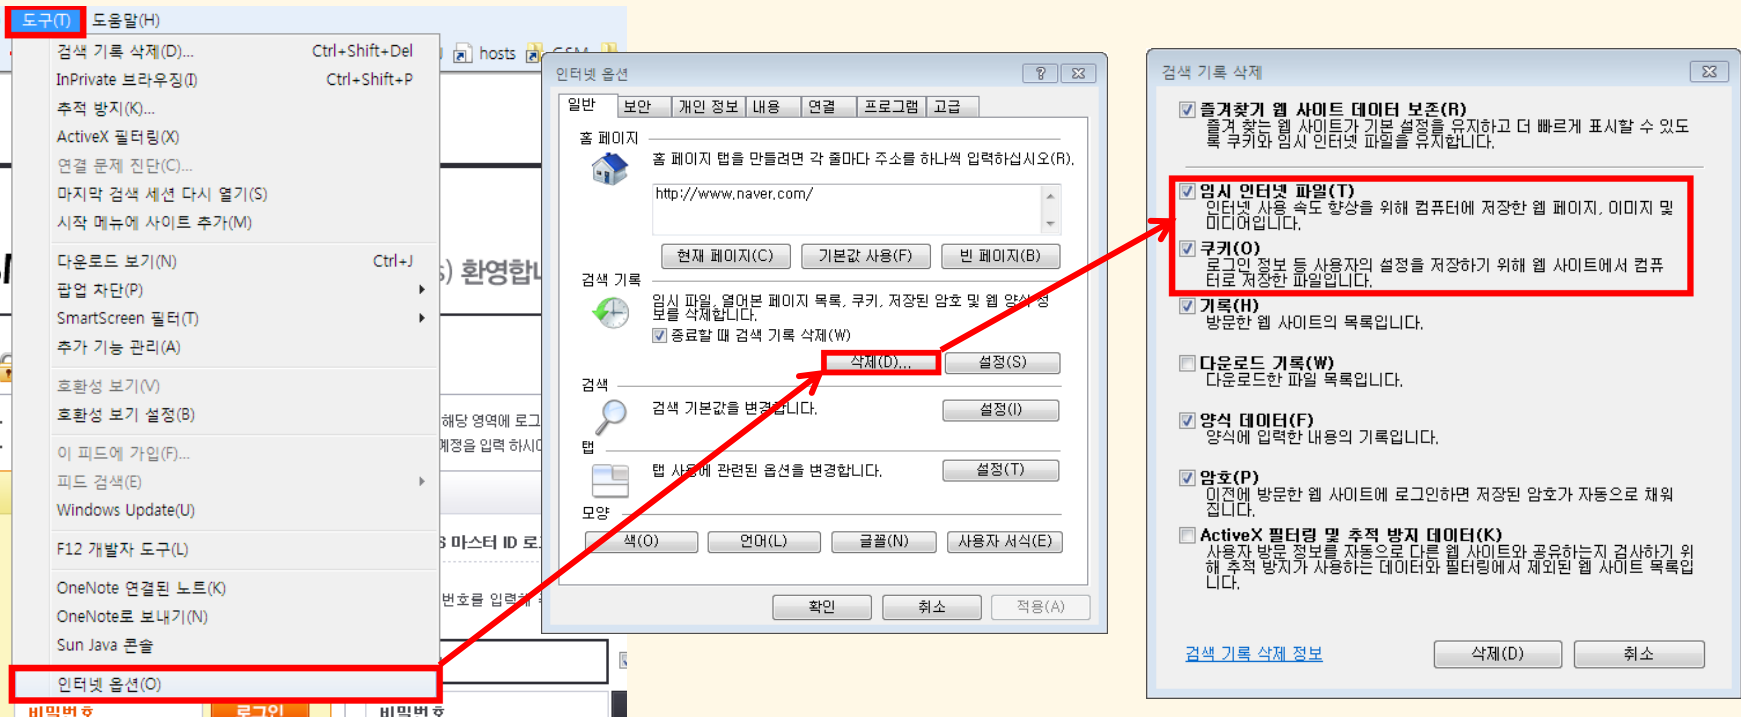 도구(T) 도움말(H)
검색 기록 삭제(D)... Ctrl+Shift+Del
InPrivate 브라우징(I) Ctrl+Shift+P
추적 방지(K)...
ActiveX 필터링(X)
연결 문제 진단(C)...
마지막 검색 세션 다시 열기(S)
시작 메뉴에 사이트 추가(M)
다운로드 보기(N) Ctrl+J
팝업 차단(P)
SmartScreen 필터(T)
추가 기능 관리(A)
호환성 보기(V)
호환성 보기 설정(B)
이 피드에 가입(F)...
피드 검색(E)
Windows Update(U)
F12 개발자 도구(L)
OneNote 연결된 노트(K)
OneNote로 보내기(N)
Sun Java 콘솔
인터넷 옵션(O)
hosts
s) 환영합니
해당 영역에 로그
계정을 입력 하시
S 마스터 ID 로
번호를 입력해
비밀번호
로그인
비밀번호
인터넷 옵션
일반 보안 개인 정보 내용 연결 프로그램 고급
홈 페이지
홈 페이지 탭을 만들려면 각 줄마다 주소를 하나씩 입력하십시오(R).
http://www.naver.com/
현재 페이지(C) 기본값 사용(F) 빈 페이지(B)
검색 기록
임시 파일, 열어본 페이지 목록, 쿠키, 저장된 암호 및 웹 양식 정
보를 삭제합니다.
종료할 때 검색 기록 삭제(W)
삭제(D)... 설정(S)
검색
검색 기본값을 변경합니다. 설정(I)
탭
탭 사용에 관련된 옵션을 변경합니다. 설정(T)
모양
색(O) 언어(L) 글꼴(N) 사용자 서식(E)
확인 취소 적용(A)
검색 기록 삭제
즐겨찾기 웹 사이트 데이터 보존(R)
즐겨 찾는 웹 사이트가 기본 설정을 유지하고 더 빠르게 표시할 수 있도
록 쿠키와 임시 인터넷 파일을 유지합니다.
임시 인터넷 파일(T)
인터넷 사용 속도 향상을 위해 컴퓨터에 저장한 웹 페이지, 이미지 및
미디어입니다.
쿠키(O)
로그인 정보 등 사용자의 설정을 저장하기 위해 웹 사이트에서 컴퓨
터로 저장한 파일입니다.
기록(H)
방문한 웹 사이트의 목록입니다.
다운로드 기록(W)
다운로드한 파일 목록입니다.
양식 데이터(F)
양식에 입력한 내용의 기록입니다.
암호(P)
이전에 방문한 웹 사이트에 로그인하면 저장된 암호가 자동으로 채워
집니다.
ActiveX 필터링 및 추적 방지 데이터(K)
사용자 방문 정보를 자동으로 다른 웹 사이트와 공유하는지 검사하기 위
해 추적 방지가 사용하는 데이터와 필터링에서 제외된 웹 사이트 목록입
니다.
검색 기록 삭제 정보 삭제(D) 취소